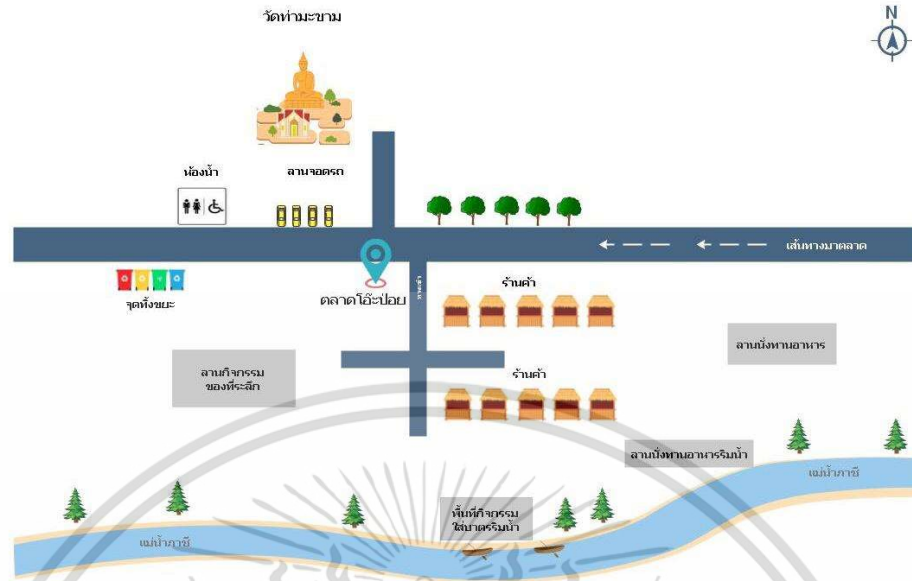 วัดท่ามะขาม
N
ห้องน้ำ
ลานจอดรถ
เส้นทางมาตลาด
จุดทิ้งขยะ
ตลาดโอ๊ะป่อย
ทางเข้า
ร้านค้า
ลานนั่งทานอาหาร
ลานกิจกรรม
ของที่ระลึก
ร้านค้า
ลานนั่งทานอาหารริมน้ำ
แม่น้ำภาชี
พื้นที่กิจกรรม
ใส่บาตรริมน้ำ
แม่น้ำภาชี